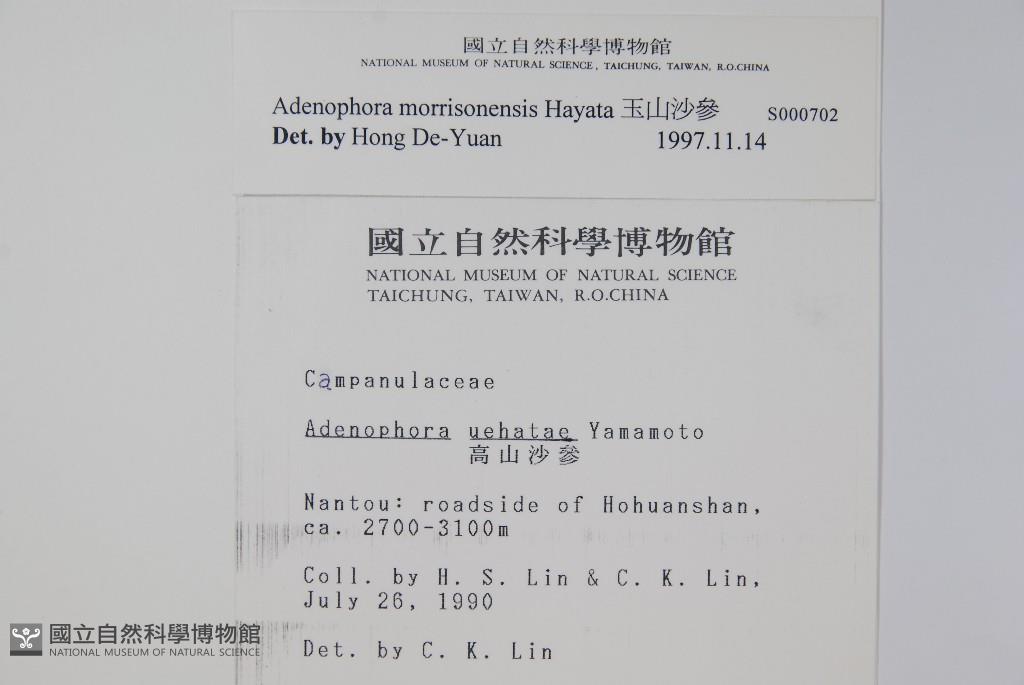 國立自然科學博物館
NATIONAL MUSEUM OF NATURAL SCIENCE, TAICHUNG, TAIWAN, R.O.CHINA
Adenophora morrisonensis Hayata 玉山沙參 S000702
Det. by Hong De-Yuan 1997.11.14
國立自然科學博物館
NATIONAL MUSEUM OF NATURAL SCIENCE
TAICHUNG, TAIWAN, R.O.CHINA
Campanulaceae
Adenophora uehatae Yamamoto
高山沙參
Nantou: roadside of Hohuanshan,
ca. 2700-3100m
Coll. by H. S. Lin & C. K. Lin,
July 26, 1990
Det. by C. K. Lin
國立自然科學博物館
NATIONAL MUSEUM OF NATURAL SCIENCE